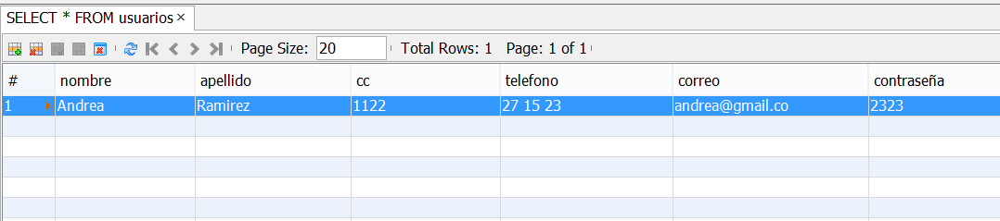 SELECT * FROM usuarios ×
Page Size: 20 Total Rows: 1 Page: 1 of 1
# nombre apellido cc telefono correo contraseña
1 Andrea Ramirez 1122 27 15 23 andrea@gmail.co 2323